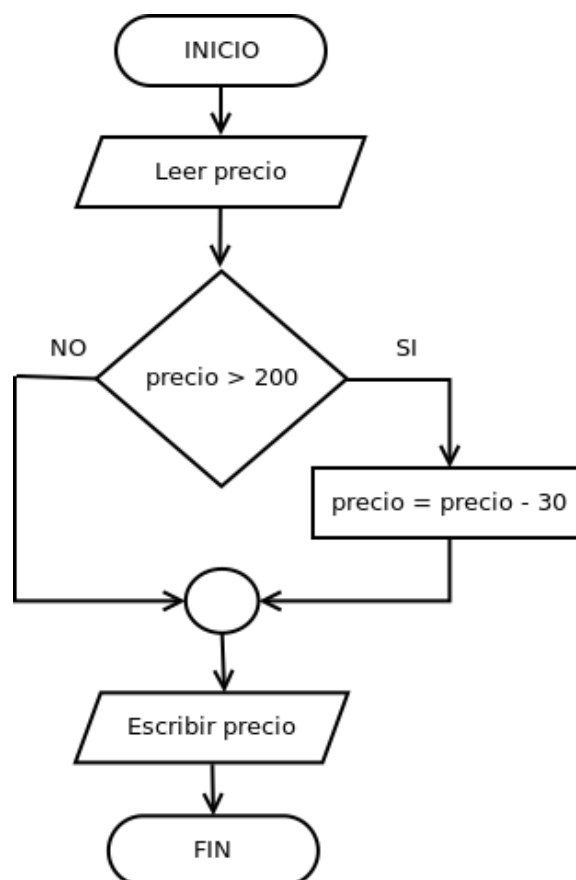 INICIO
Leer precio
NO
SI
precio > 200
precio = precio - 30
Escribir precio
FIN